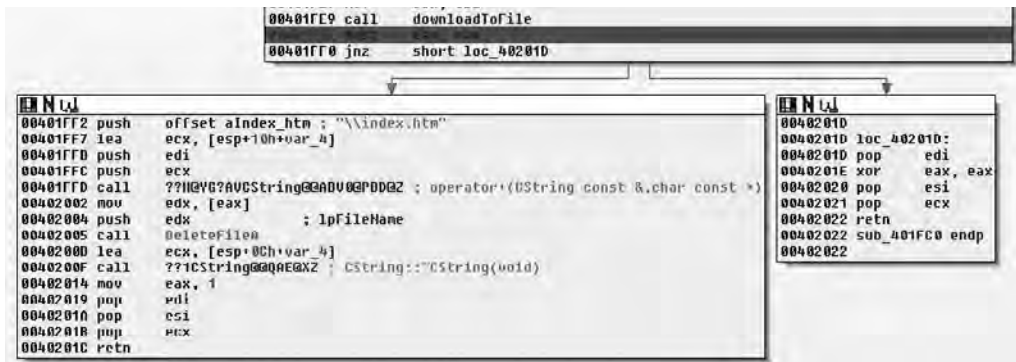 00401FE9 call downloadToFile
00401FF0 jnz short loc_40201D
00401FF2 push offset aIndex_htm ; "\\index.htm"
00401FF7 lea ecx, [esp+10h+var_4]
00401FFB push edi
00401FFC push ecx
00401FFD call ??H@YG?AVCString@@ABV0@PBD@Z ; operator+(CString const &,char const *)
00402002 mov edx, [eax]
00402004 push edx ; lpFileName
00402005 call DeleteFileA
0040200B lea ecx, [esp+0Ch+var_4]
0040200F call ??1CString@@QAE@XZ ; CString::~CString(void)
00402014 mov eax, 1
00402019 pop edi
0040201A pop esi
0040201B pop ecx
0040201C retn
0040201D
0040201D loc_40201D:
0040201D pop edi
0040201E xor eax, eax
00402020 pop esi
00402021 pop ecx
00402022 retn
00402022 sub_401FC0 endp
00402022